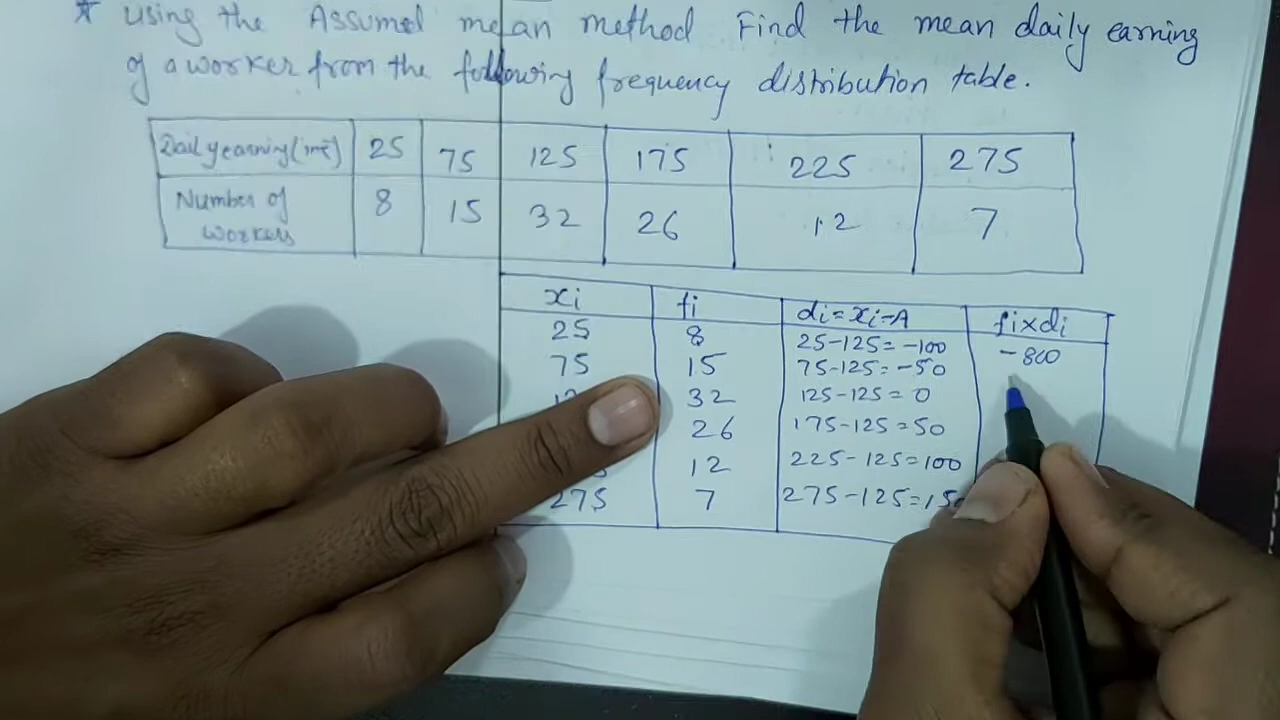 * Using the Assumed mean method Find the mean daily earning
of a worker from the following frequency distribution table.
Daily earning (in ₹) 25 75 125 175 225 275
Number of workers 8 15 32 26 12 7
xi fi di = xi-A fixdi
25 8 25-125= -100 -800
75 15 75-125= -50
32 125-125= 0
26 175-125=50
12 225-125=100
275 7 275-125=150